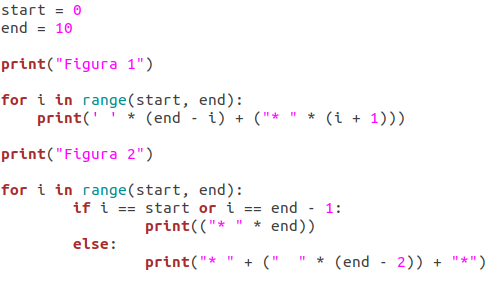 start = 0
end = 10

print("Figura 1")

for i in range(start, end):
    print(' ' * (end - i) + ("* " * (i + 1)))

print("Figura 2")

for i in range(start, end):
        if i == start or i == end - 1:
                print(("* " * end))
        else:
                print("* " + ("  " * (end - 2)) + "*")